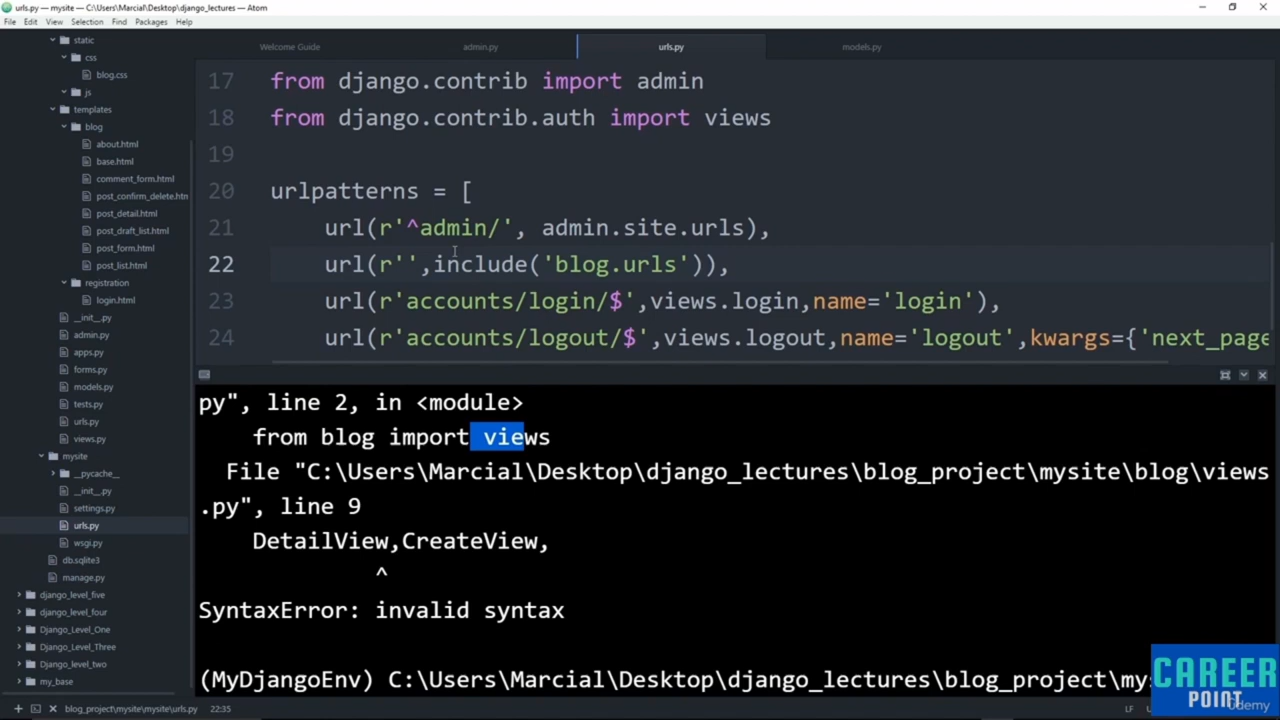 urls.py — mysite — C:\Users\Marcial\Desktop\django_lectures — Atom
File Edit View Selection Find Packages Help
static
css
blog.css
js
templates
blog
about.html
base.html
comment_form.html
post_confirm_delete.htm
post_detail.html
post_draft_list.html
post_form.html
post_list.html
registration
login.html
__init__.py
admin.py
apps.py
forms.py
models.py
tests.py
urls.py
views.py
mysite
__pycache__
__init__.py
settings.py
urls.py
wsgi.py
db.sqlite3
manage.py
django_level_five
django_level_four
Django_Level_One
Django_Level_Three
Django_level_two
my_base
Welcome Guide admin.py urls.py models.py
17 from django.contrib import admin
18 from django.contrib.auth import views
19
20 urlpatterns = [
21 url(r'^admin/', admin.site.urls),
22 url(r'',include('blog.urls')),
23 url(r'accounts/login/$',views.login,name='login'),
24 url(r'accounts/logout/$',views.logout,name='logout',kwargs={'next_page
py", line 2, in <module>
from blog import views
File "C:\Users\Marcial\Desktop\django_lectures\blog_project\mysite\blog\views
.py", line 9
DetailView,CreateView,
^
SyntaxError: invalid syntax
(MyDjangoEnv) C:\Users\Marcial\Desktop\django_lectures\blog_project\mys
CAREER
POINT
udemy
blog_project\mysite\mysite\urls.py 22:35 LF